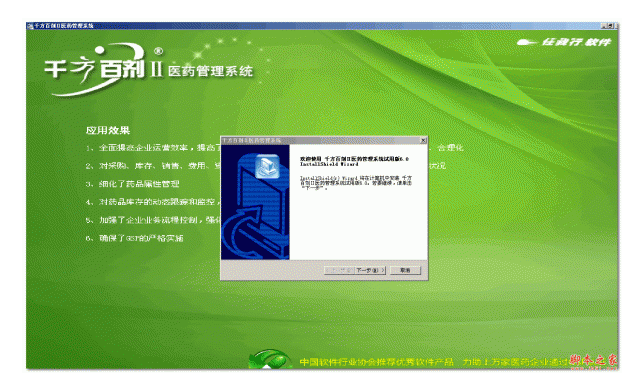 千方百剂II医药管理系统
任我行 软件
千方百剂® II 医药管理系统
应用效果
1、全面提高企业运营效率，提高了
合理化
2、对采购、库存、销售、费用、
状况
3、细化了药品属性管理
4、对药品库存的动态跟踪和监控，
5、加强了企业业务流程控制，强化
6、确保了GSP的严格实施
千方百剂II医药管理系统
欢迎使用 千方百剂II医药管理系统试用版6.0
InstallShield Wizard
InstallShield(r) Wizard 将在计算机中安装 千方
百剂II医药管理系统试用版6.0。若要继续，请单击
“下一步”。
下一步(N) >
取消
中国软件行业协会推荐优秀软件产品 力助上万家医药企业通过
脚本之家